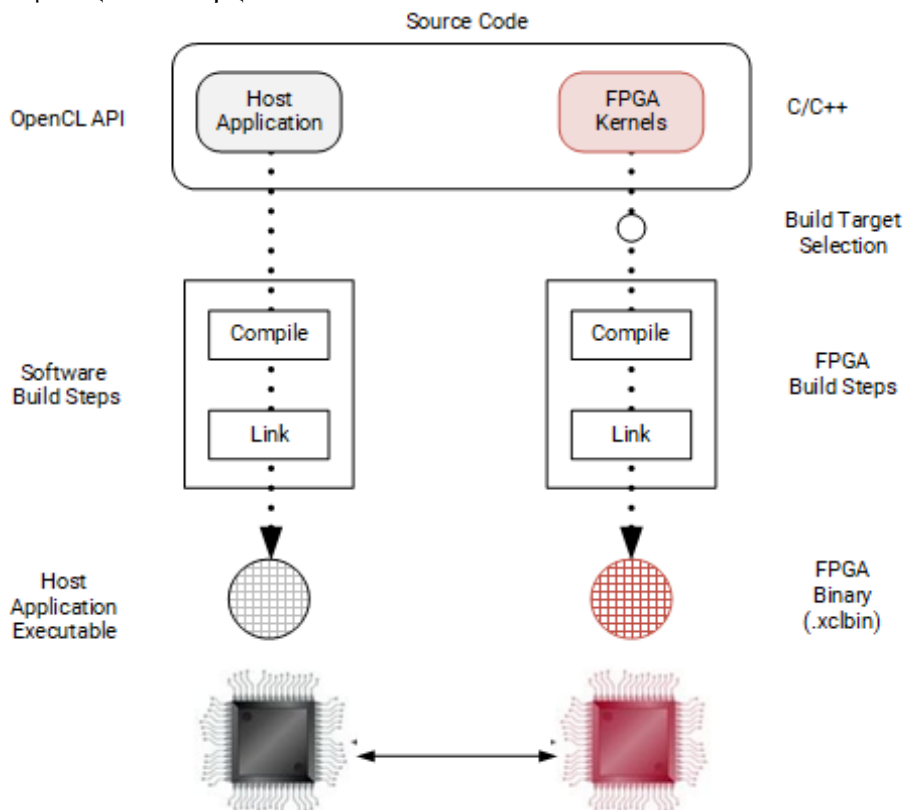 Source Code
OpenCL API
Host
Application
FPGA
Kernels
C/C++
Build Target
Selection
Software
Build Steps
Compile
Link
Compile
Link
FPGA
Build Steps
Host
Application
Executable
FPGA
Binary
(.xclbin)